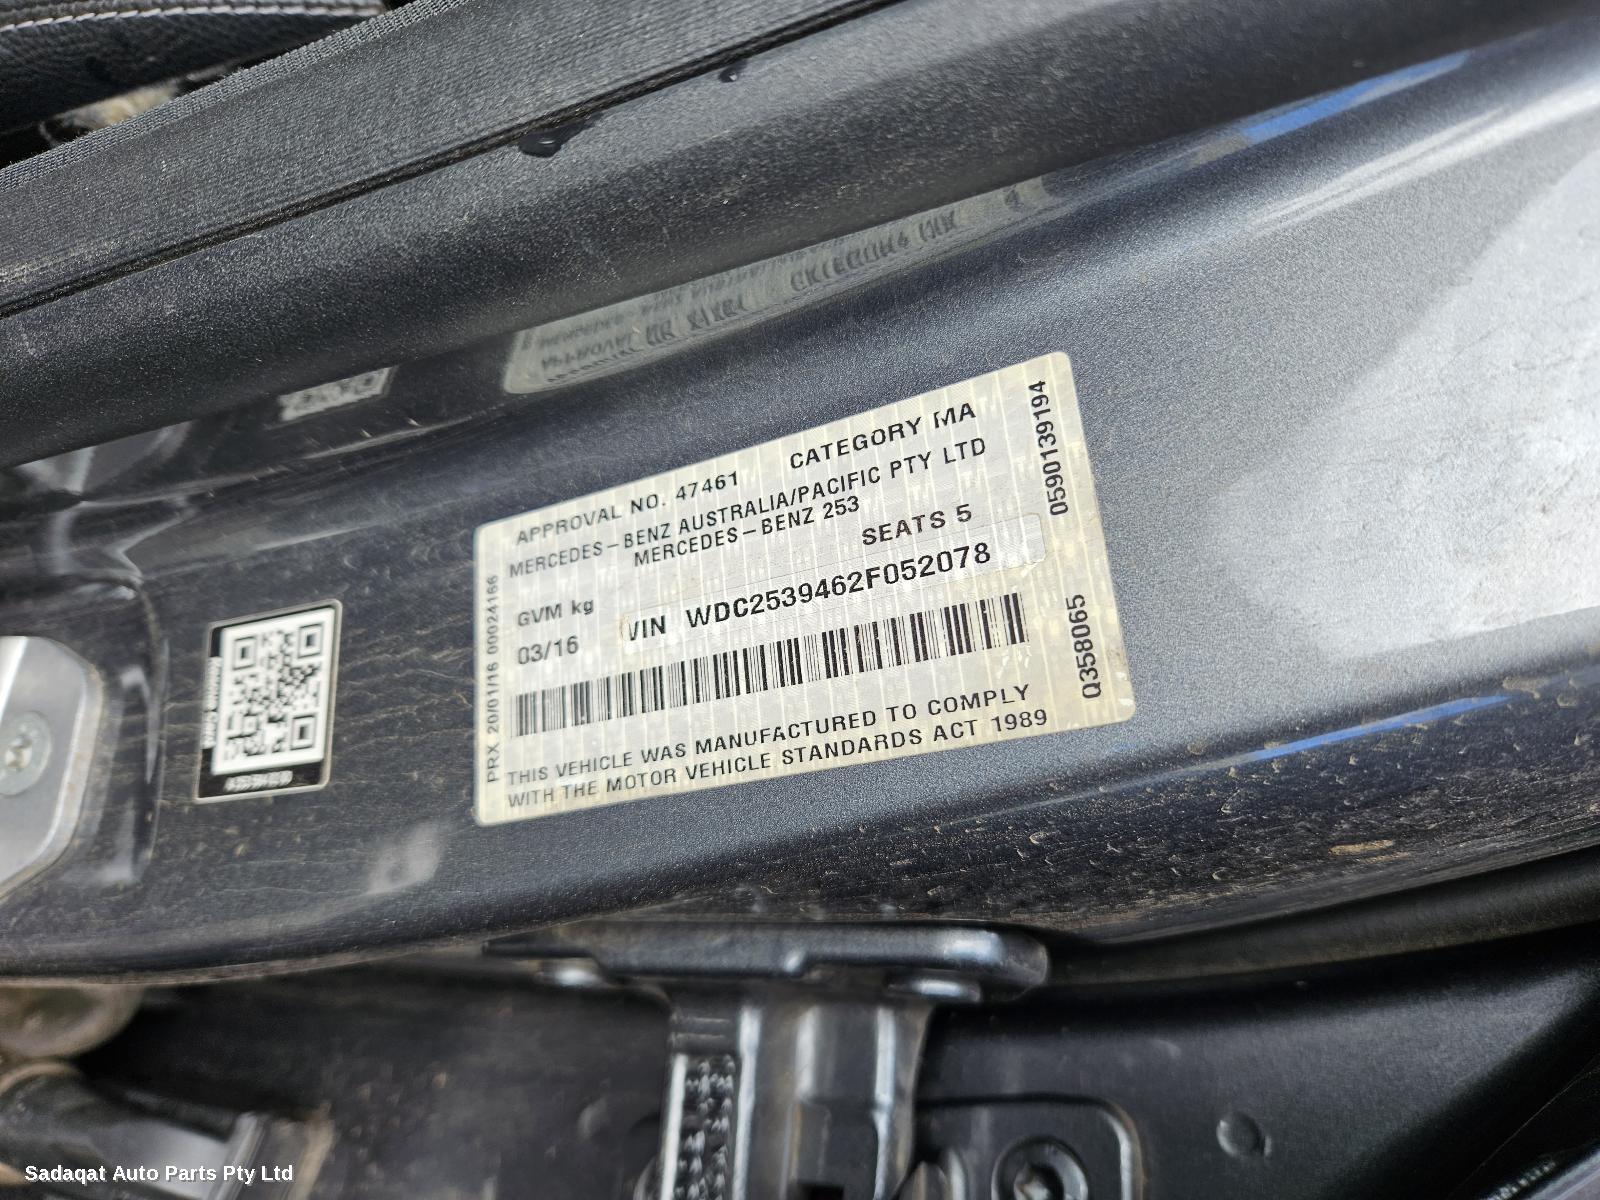 APPROVAL NO. 47461 CATEGORY MA
MERCEDES-BENZ AUSTRALIA/PACIFIC PTY LTD
MERCEDES-BENZ 253
GVM kg SEATS 5
03/16 VIN WDC2539462F052078
THIS VEHICLE WAS MANUFACTURED TO COMPLY
WITH THE MOTOR VEHICLE STANDARDS ACT 1989
PRX 20/01/16 00024166
0590139194
Q358065
Sadaqat Auto Parts Pty Ltd